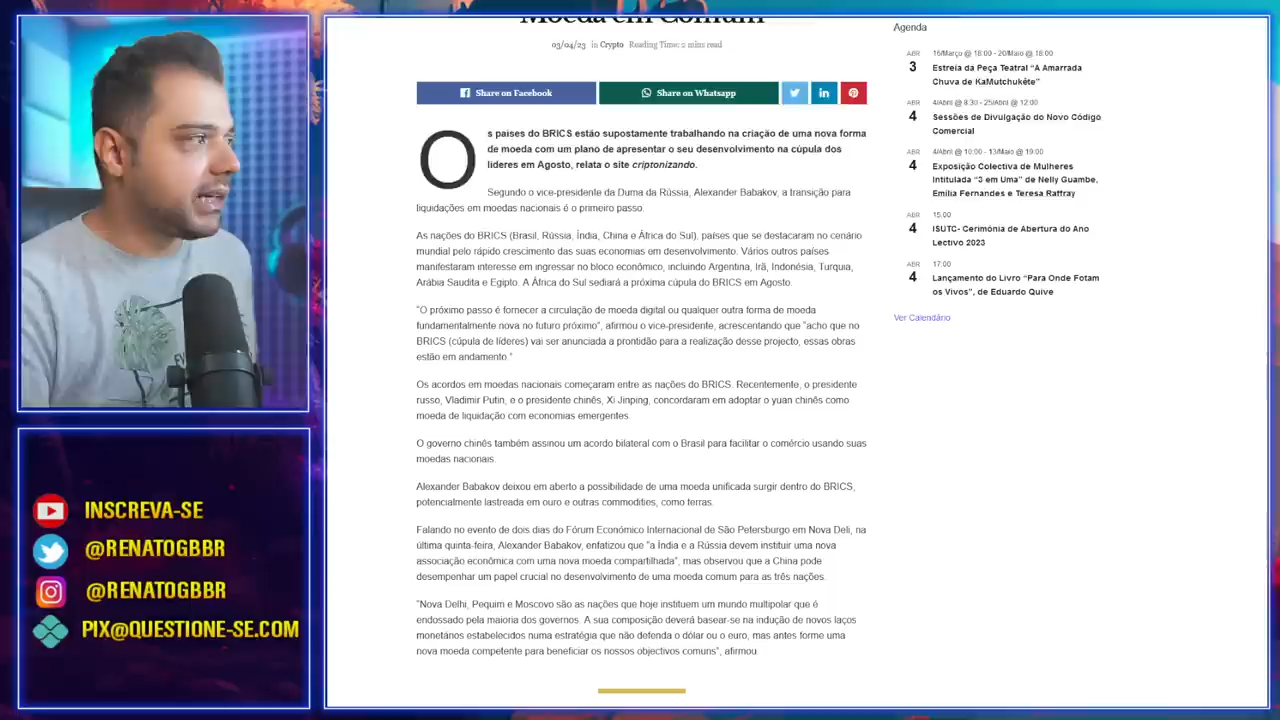 Moeda em Comum
03/04/23 in Crypto Reading Time: 2 mins read
Share on Facebook
Share on Whatsapp
Os países do BRICS estão supostamente trabalhando na criação de uma nova forma
de moeda com um plano de apresentar o seu desenvolvimento na cúpula dos
líderes em Agosto, relata o site criptonizando.
Segundo o vice-presidente da Duma da Rússia, Alexander Babakov, a transição para
liquidações em moedas nacionais é o primeiro passo.
As nações do BRICS (Brasil, Rússia, Índia, China e África do Sul), países que se destacaram no cenário
mundial pelo rápido crescimento das suas economias em desenvolvimento. Vários outros países
manifestaram interesse em ingressar no bloco econômico, incluindo Argentina, Irã, Indonésia, Turquia,
Arábia Saudita e Egipto. A África do Sul sediará a próxima cúpula do BRICS em Agosto.
“O próximo passo é fornecer a circulação de moeda digital ou qualquer outra forma de moeda
fundamentalmente nova no futuro próximo”, afirmou o vice-presidente, acrescentando que “acho que no
BRICS (cúpula de líderes) vai ser anunciada a prontidão para a realização desse projecto, essas obras
estão em andamento.”
Os acordos em moedas nacionais começaram entre as nações do BRICS. Recentemente, o presidente
russo, Vladimir Putin, e o presidente chinês, Xi Jinping, concordaram em adoptar o yuan chinês como
moeda de liquidação com economias emergentes.
O governo chinês também assinou um acordo bilateral com o Brasil para facilitar o comércio usando suas
moedas nacionais.
Alexander Babakov deixou em aberto a possibilidade de uma moeda unificada surgir dentro do BRICS,
potencialmente lastreada em ouro e outras commodities, como terras.
Falando no evento de dois dias do Fórum Económico Internacional de São Petersburgo em Nova Deli, na
última quinta-feira, Alexander Babakov, enfatizou que “a Índia e a Rússia devem instituir uma nova
associação económica com uma nova moeda compartilhada”, mas observou que a China pode
desempenhar um papel crucial no desenvolvimento de uma moeda comum para as três nações.
“Nova Delhi, Pequim e Moscovo são as nações que hoje instituem um mundo multipolar que é
endossado pela maioria dos governos. A sua composição deverá basear-se na indução de novos laços
monetários estabelecidos numa estratégia que não defenda o dólar ou o euro, mas antes forme uma
nova moeda competente para beneficiar os nossos objectivos comuns”, afirmou.
Agenda
ABR
3
16/Março @ 18:00 - 20/Maio @ 18:00
Estreia da Peça Teatral “A Amarrada
Chuva de KaMutchukête”
ABR
4
4/Abril @ 8:30 - 25/Abril @ 12:00
Sessões de Divulgação do Novo Código
Comercial
ABR
4
4/Abril @ 10:00 - 13/Maio @ 19:00
Exposição Colectiva de Mulheres
Intitulada “3 em Uma” de Nelly Guambe,
Emília Fernandes e Teresa Raffray
ABR
4
15:00
ISUTC- Cerimónia de Abertura do Ano
Lectivo 2023
ABR
4
17:00
Lançamento do Livro “Para Onde Fotam
os Vivos”, de Eduardo Quive
Ver Calendário
INSCREVA-SE
@RENATOGBBR
@RENATOGBBR
PIX@QUESTIONE-SE.COM